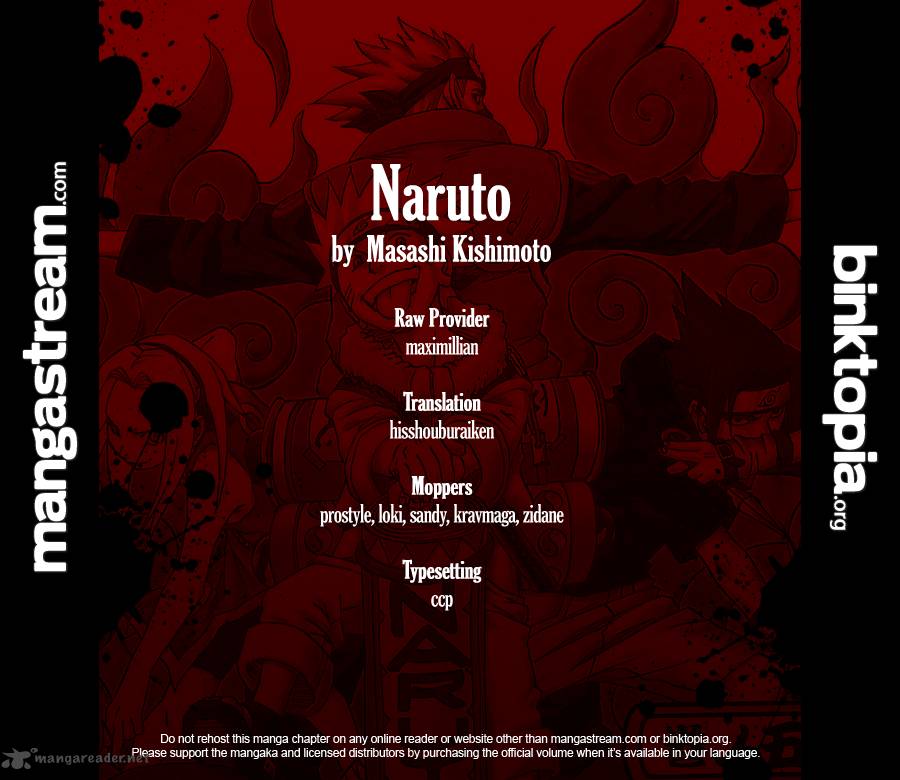 Naruto
by Masashi Kishimoto
Raw Provider
maximillian
Translation
hisshouburaiken
Moppers
prostyle, loki, sandy, kravmaga, zidane
Typesetting
ccp
NARU
mangastream.com
binktopia.org
Do not rehost this manga chapter on any online reader or website other than mangastream.com or binktopia.org.
Please support the mangaka and licensed distributors by purchasing the official volume when it's available in your language.
mangareader.net